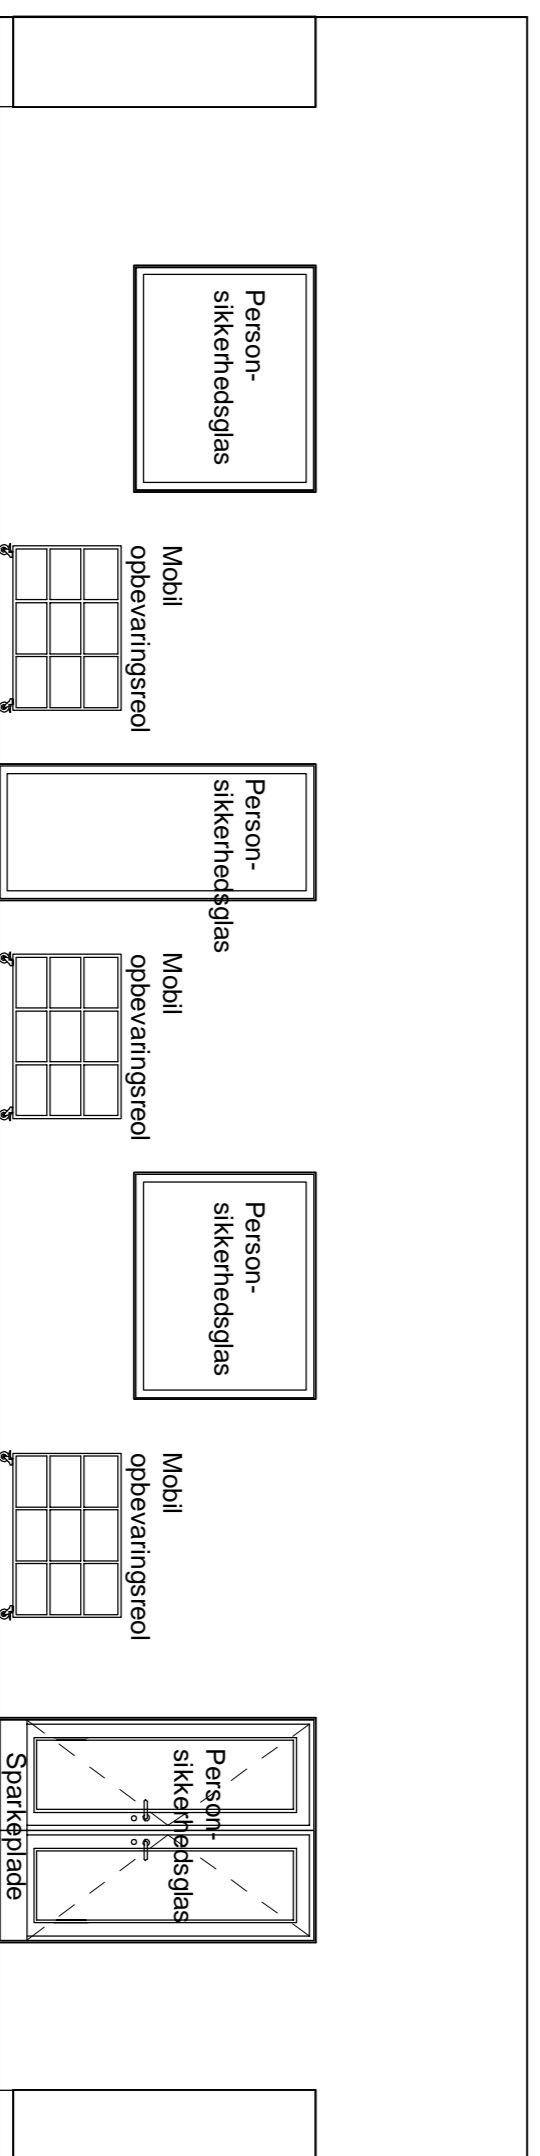 Person-
sikkerhedsglas
Mobil
opbevaringsreol
Person-
sikkerhedsglas
Mobil
opbevaringsreol
Person-
sikkerhedsglas
Mobil
opbevaringsreol
Person-
sikkerhedsglas
Sparkeplade